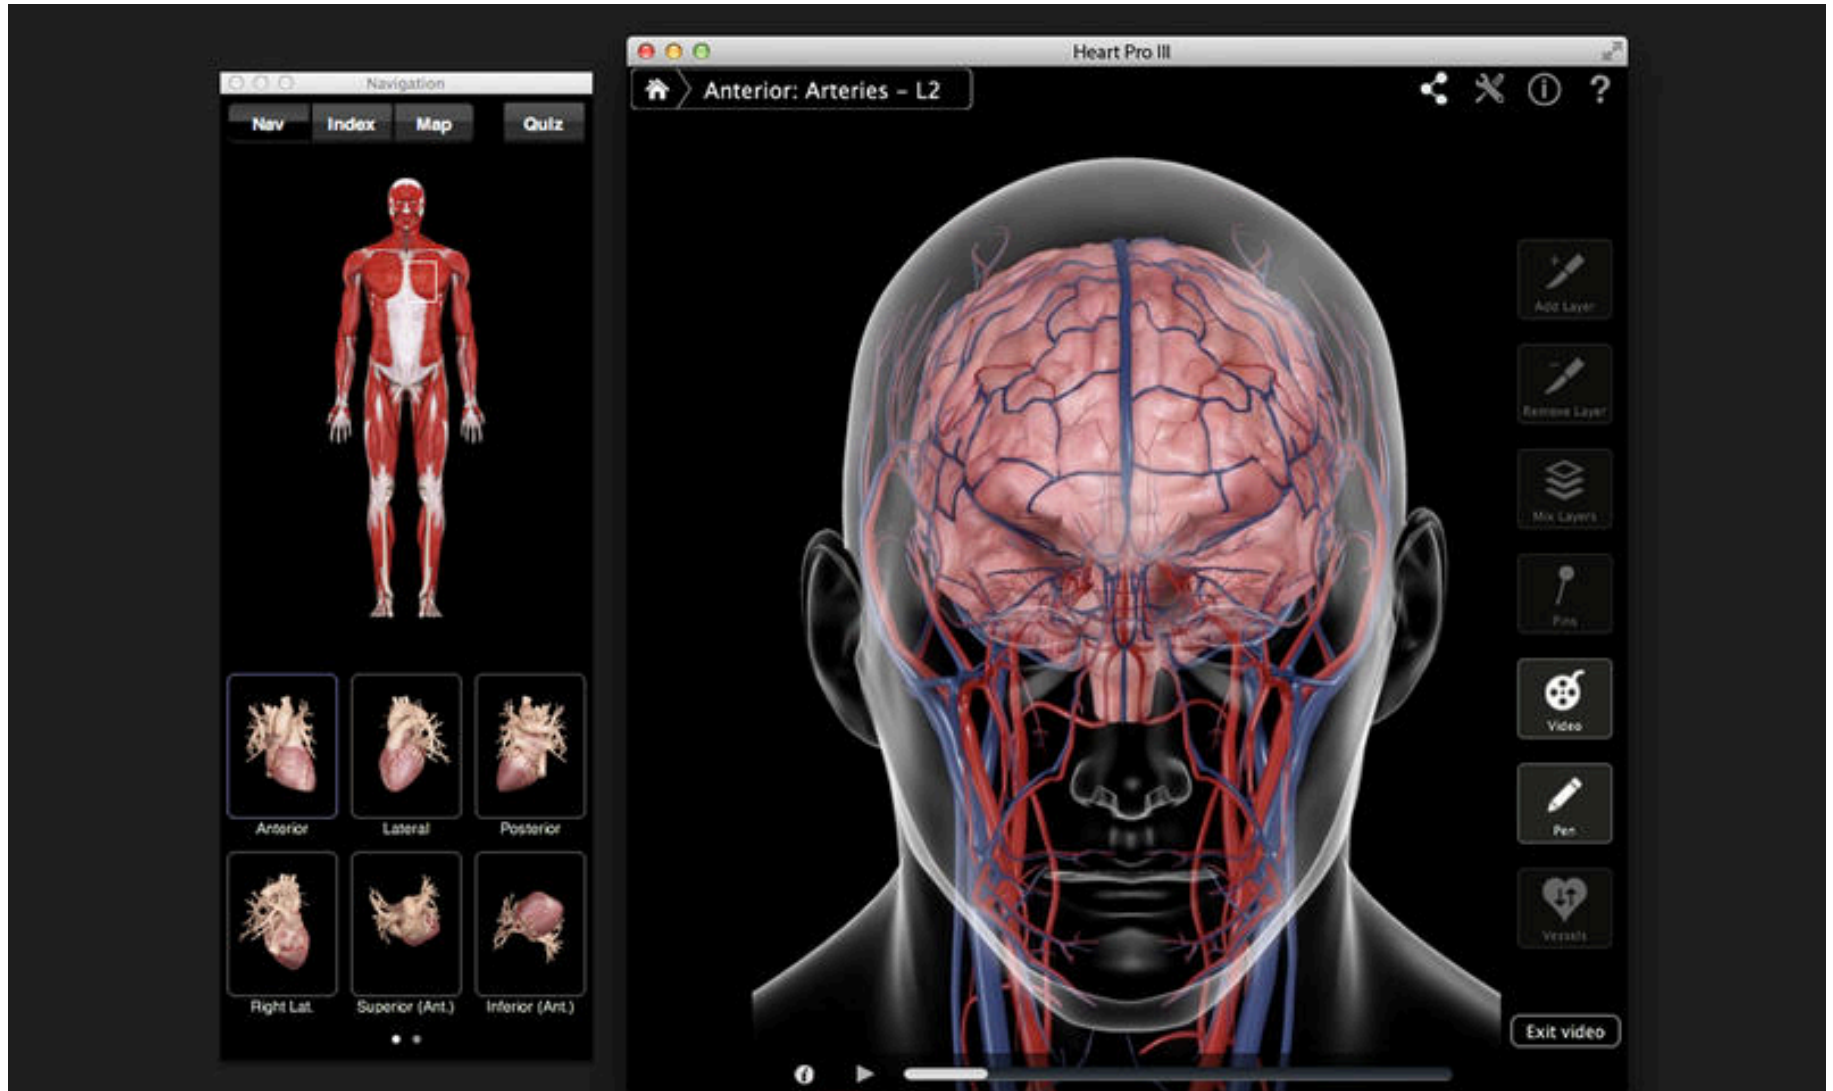 Navigation
Nav Index Map Quiz
Anterior Lateral Posterior
Right Lat. Superior (Ant.) Inferior (Ant.)
Heart Pro III
Anterior: Arteries – L2
Add Layer
Remove Layer
Mix Layers
Pins
Video
Pen
Vessels
Exit video